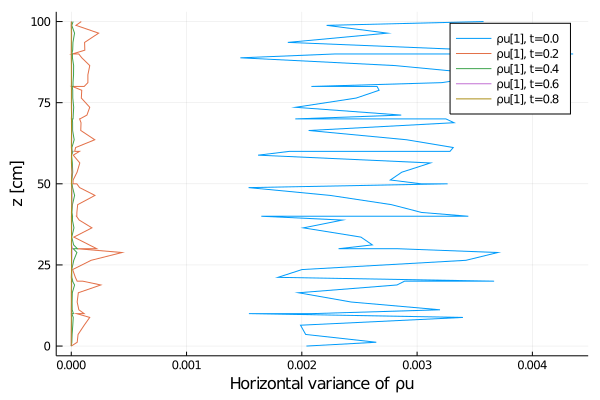 100
75
50
25
0
z [cm]
ρu[1], t=0.0
ρu[1], t=0.2
ρu[1], t=0.4
ρu[1], t=0.6
ρu[1], t=0.8
0.000
0.001
0.002
0.003
0.004
Horizontal variance of ρu